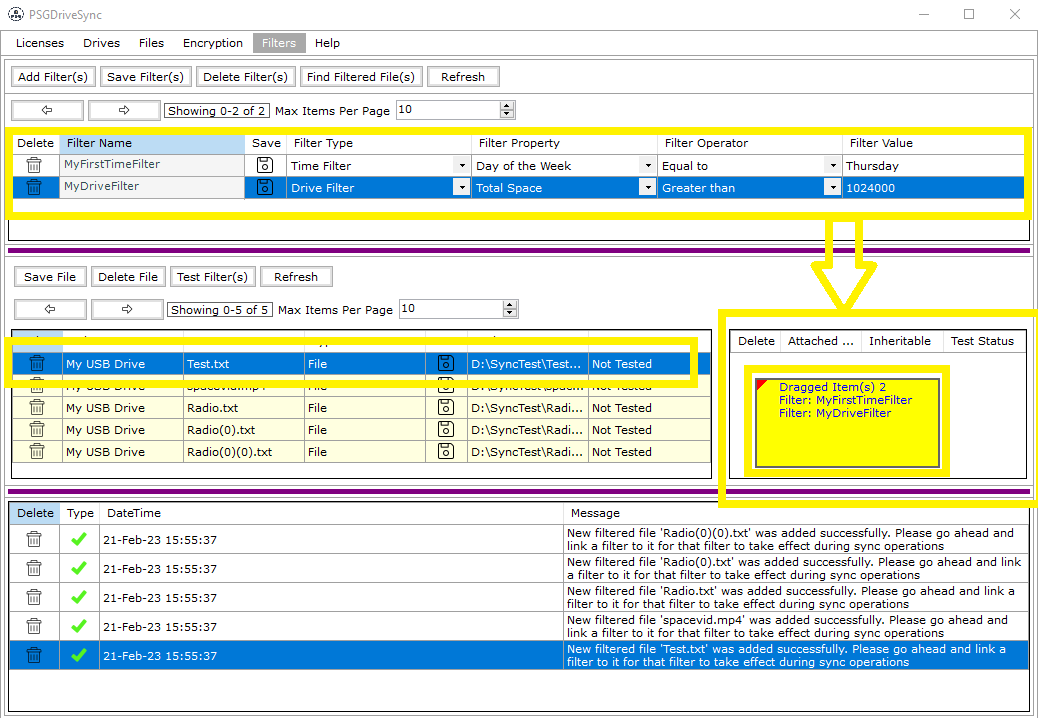 PSGDriveSync
Licenses Drives Files Encryption Filters Help
Add Filter(s) Save Filter(s) Delete Filter(s) Find Filtered File(s) Refresh
Showing 0-2 of 2 Max Items Per Page 10
Delete Filter Name Save Filter Type Filter Property Filter Operator Filter Value
MyFirstTimeFilter Time Filter Day of the Week Equal to Thursday
MyDriveFilter Drive Filter Total Space Greater than 1024000
Save File Delete File Test Filter(s) Refresh
Showing 0-5 of 5 Max Items Per Page 10
My USB Drive Test.txt File D:\SyncTest\Test... Not Tested
My USB Drive spacevid.mp4 File D:\SyncTest\spac... Not Tested
My USB Drive Radio.txt File D:\SyncTest\Radi... Not Tested
My USB Drive Radio(0).txt File D:\SyncTest\Radi... Not Tested
My USB Drive Radio(0)(0).txt File D:\SyncTest\Radi... Not Tested
Delete Attached ... Inheritable Test Status
Dragged Item(s) 2
Filter: MyFirstTimeFilter
Filter: MyDriveFilter
Delete Type DateTime Message
21-Feb-23 15:55:37 New filtered file 'Radio(0)(0).txt' was added successfully. Please go ahead and
link a filter to it for that filter to take effect during sync operations
21-Feb-23 15:55:37 New filtered file 'Radio(0).txt' was added successfully. Please go ahead and link
a filter to it for that filter to take effect during sync operations
21-Feb-23 15:55:37 New filtered file 'Radio.txt' was added successfully. Please go ahead and link a
filter to it for that filter to take effect during sync operations
21-Feb-23 15:55:37 New filtered file 'spacevid.mp4' was added successfully. Please go ahead and
link a filter to it for that filter to take effect during sync operations
21-Feb-23 15:55:37 New filtered file 'Test.txt' was added successfully. Please go ahead and link a
filter to it for that filter to take effect during sync operations